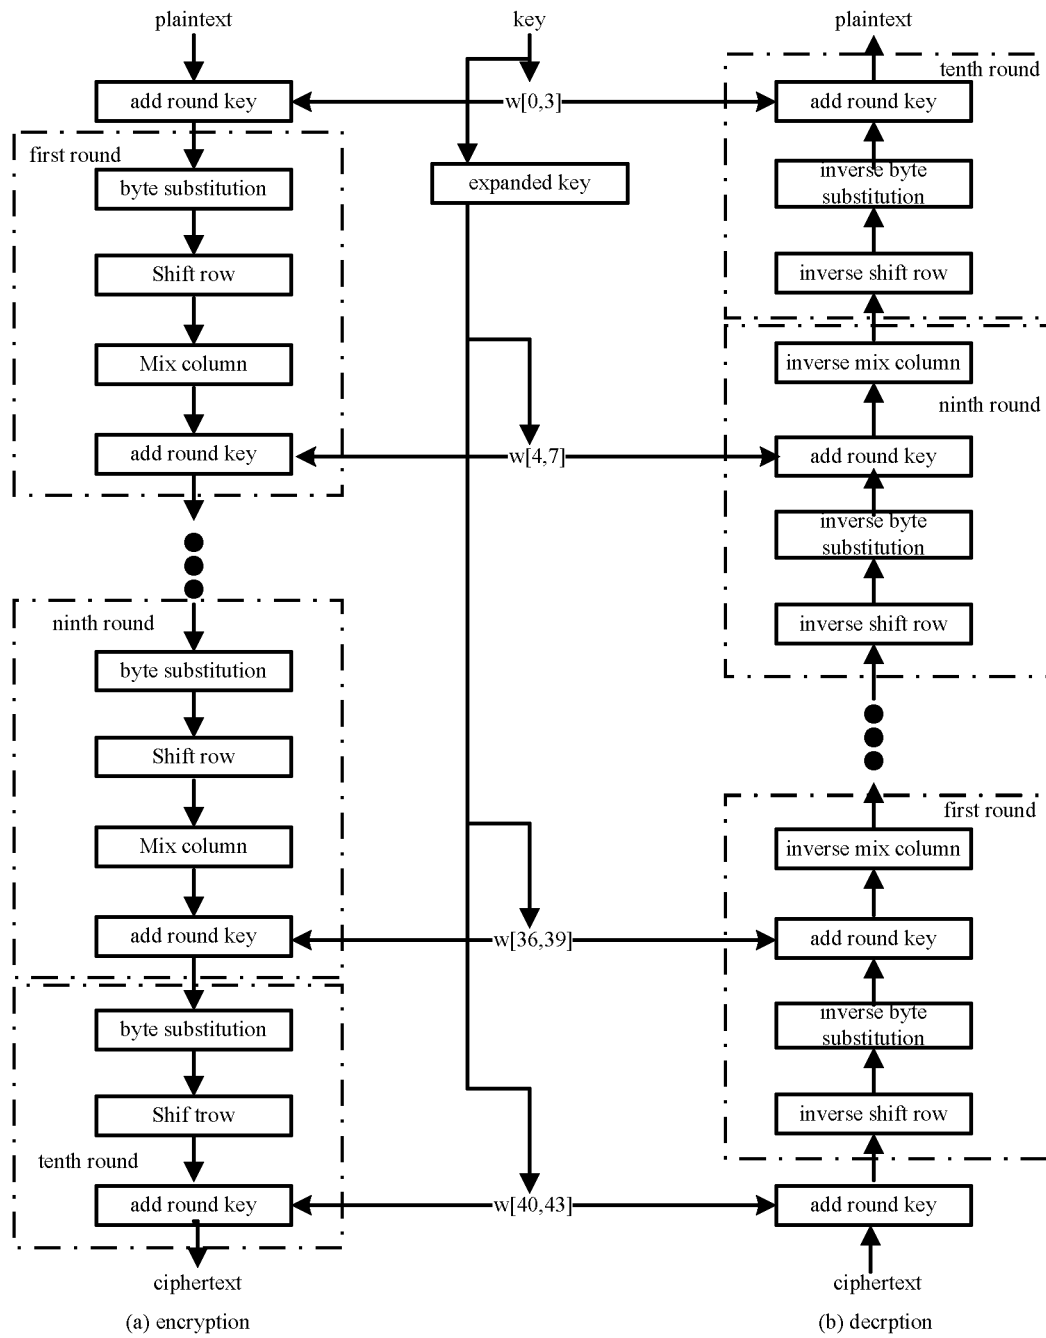 plaintext
add round key
first round
byte substitution
Shift row
Mix column
add round key
ninth round
byte substitution
Shift row
Mix column
add round key
byte substitution
Shif trow
tenth round
add round key
ciphertext
(a) encryption
key
w[0,3]
expanded key
w[4,7]
w[36,39]
w[40,43]
plaintext
tenth round
add round key
inverse byte
substitution
inverse shift row
inverse mix column
ninth round
add round key
inverse byte
substitution
inverse shift row
first round
inverse mix column
add round key
inverse byte
substitution
inverse shift row
add round key
ciphertext
(b) decrption